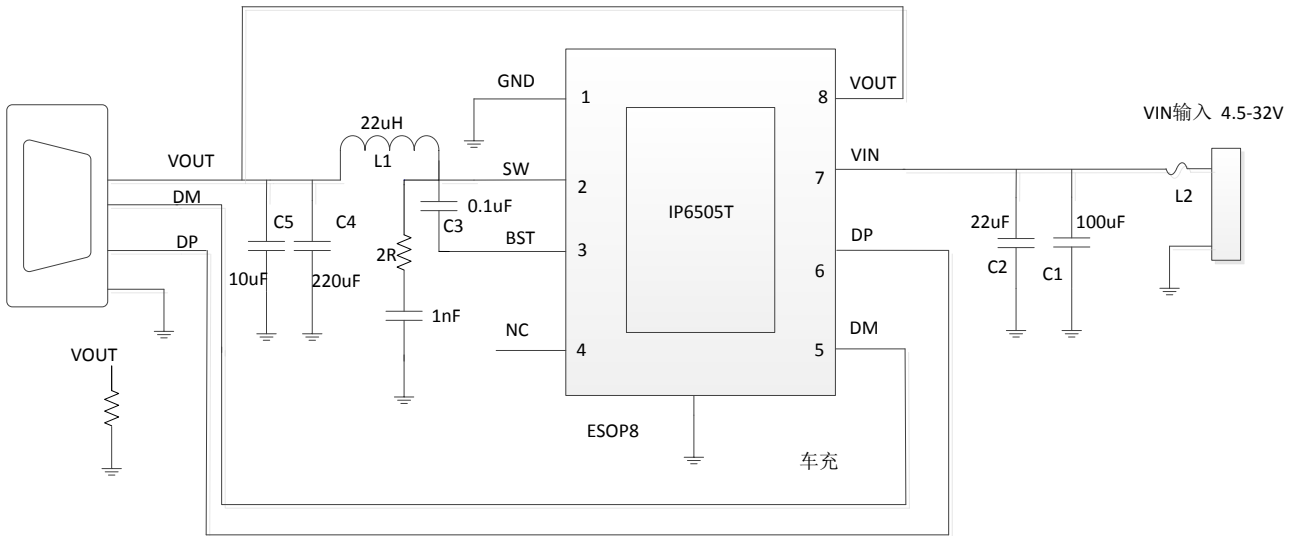 GND
1
8
VOUT
VIN输入 4.5-32V
22uH
L1
VOUT
SW
2
VIN
7
L2
DM
C5
C4
0.1uF
C3
IP6505T
22uF
100uF
DP
2R
BST
3
DP
6
C2
C1
10uF
220uF
1nF
NC
4
DM
5
VOUT
ESOP8
车充